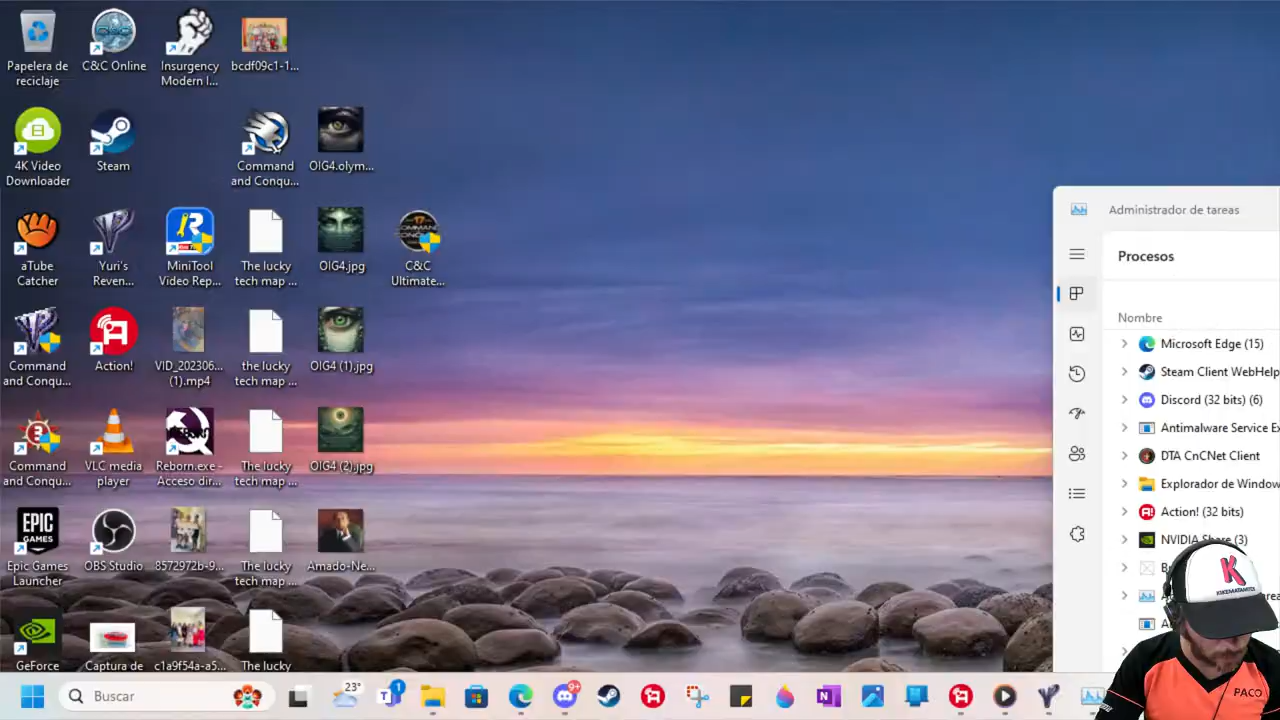 Papelera de
reciclaje
C&C Online
Insurgency
Modern I...
bcdf09c1-1...
4K Video
Downloader
Steam
Command
and Conqu...
OIG4.olym...
aTube
Catcher
Yuri's
Reven...
MiniTool
Video Rep...
The lucky
tech map ...
OIG4.jpg
C&C
Ultimate...
Command
and Conqu...
Action!
VID_202306...
(1).mp4
the lucky
tech map ...
OIG4 (1).jpg
Command
and Conqu...
VLC media
player
Reborn.exe -
Acceso dir...
The lucky
tech map ...
OIG4 (2).jpg
EPIC
GAMES
Epic Games
Launcher
OBS Studio
8572972b-9...
The lucky
tech map ...
Amado-Ne...
GeForce
Captura de
c1a9f54a-a5...
The lucky
Administrador de tareas
Procesos
Nombre
Microsoft Edge (15)
Steam Client WebHelp
Discord (32 bits) (6)
Antimalware Service Ex
DTA CnCNet Client
Explorador de Window
Action! (32 bits)
NVIDIA Share (3)
K
KIKEMATAMITOS
PACO
Buscar
23°
1
9+